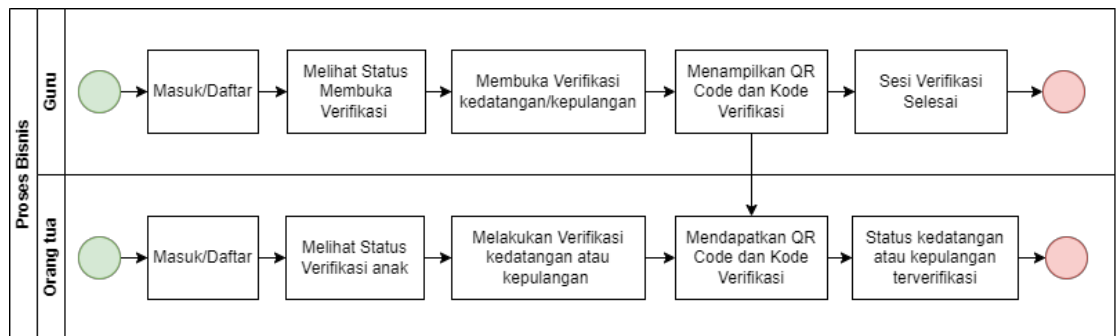 Proses Bisnis
Guru
Masuk/Daftar
Melihat Status
Membuka
Verifikasi
Membuka Verifikasi
kedatangan/kepulangan
Menampilkan QR
Code dan Kode
Verifikasi
Sesi Verifikasi
Selesai
Orang tua
Masuk/Daftar
Melihat Status
Verifikasi anak
Melakukan Verifikasi
kedatangan atau
kepulangan
Mendapatkan QR
Code dan Kode
Verifikasi
Status kedatangan
atau kepulangan
terverifikasi